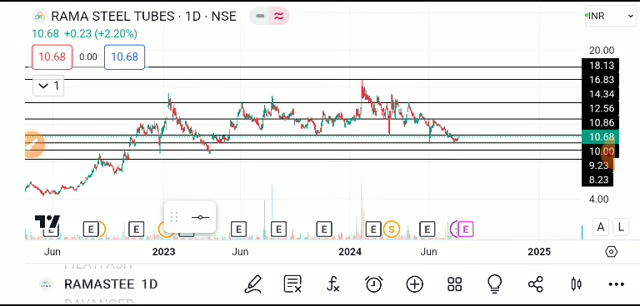 RAMA STEEL TUBES · 1D · NSE
INR
10.68 +0.23 (+2.20%)
10.68 0.00 10.68
1
20.00
18.13
16.83
14.34
12.56
10.86
10.68
10.00
9.23
8.23
4.00
E E E E E E E S E E
A L
Jun 2023 Jun 2024 Jun 2025
RAMASTEE 1D